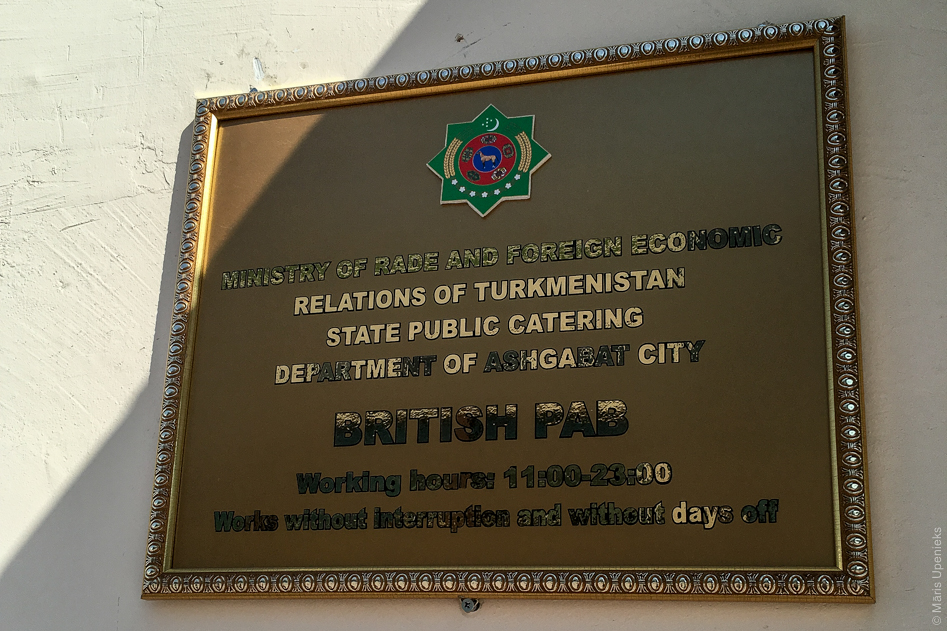 MINISTRY OF RADE AND FOREIGN ECONOMIC
RELATIONS OF TURKMENISTAN
STATE PUBLIC CATERING
DEPARTMENT OF ASHGABAT CITY
BRITISH PAB
Working hours: 11:00-23:00
Works without interruption and without days off
© Māris Upenieks